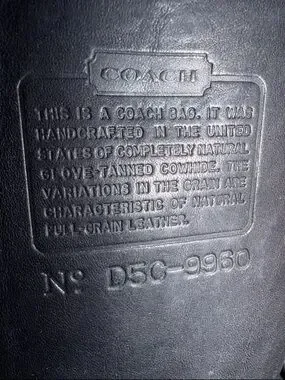 COACH
THIS IS A COACH BAG. IT WAS
HANDCRAFTED IN THE UNITED
STATES OF COMPLETELY NATURAL
GLOVE-TANNED COWHIDE. THE
VARIATIONS IN THE GRAIN ARE
CHARACTERISTIC OF NATURAL
FULL-GRAIN LEATHER.
Nº D5C-9960